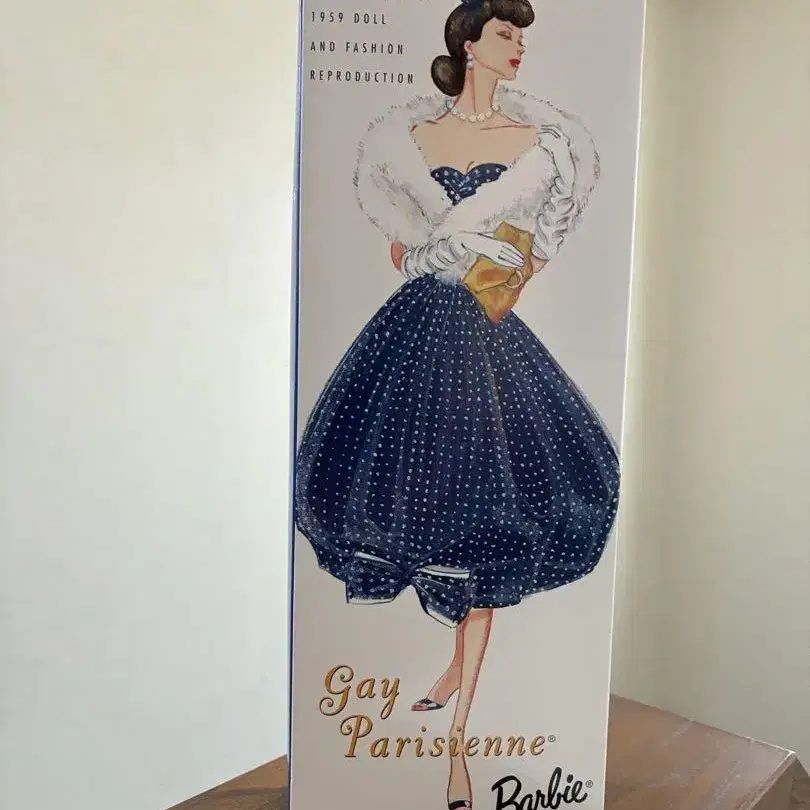 1959 DOLL
AND FASHION
REPRODUCTION
Gay
Parisienne®
Barbie®